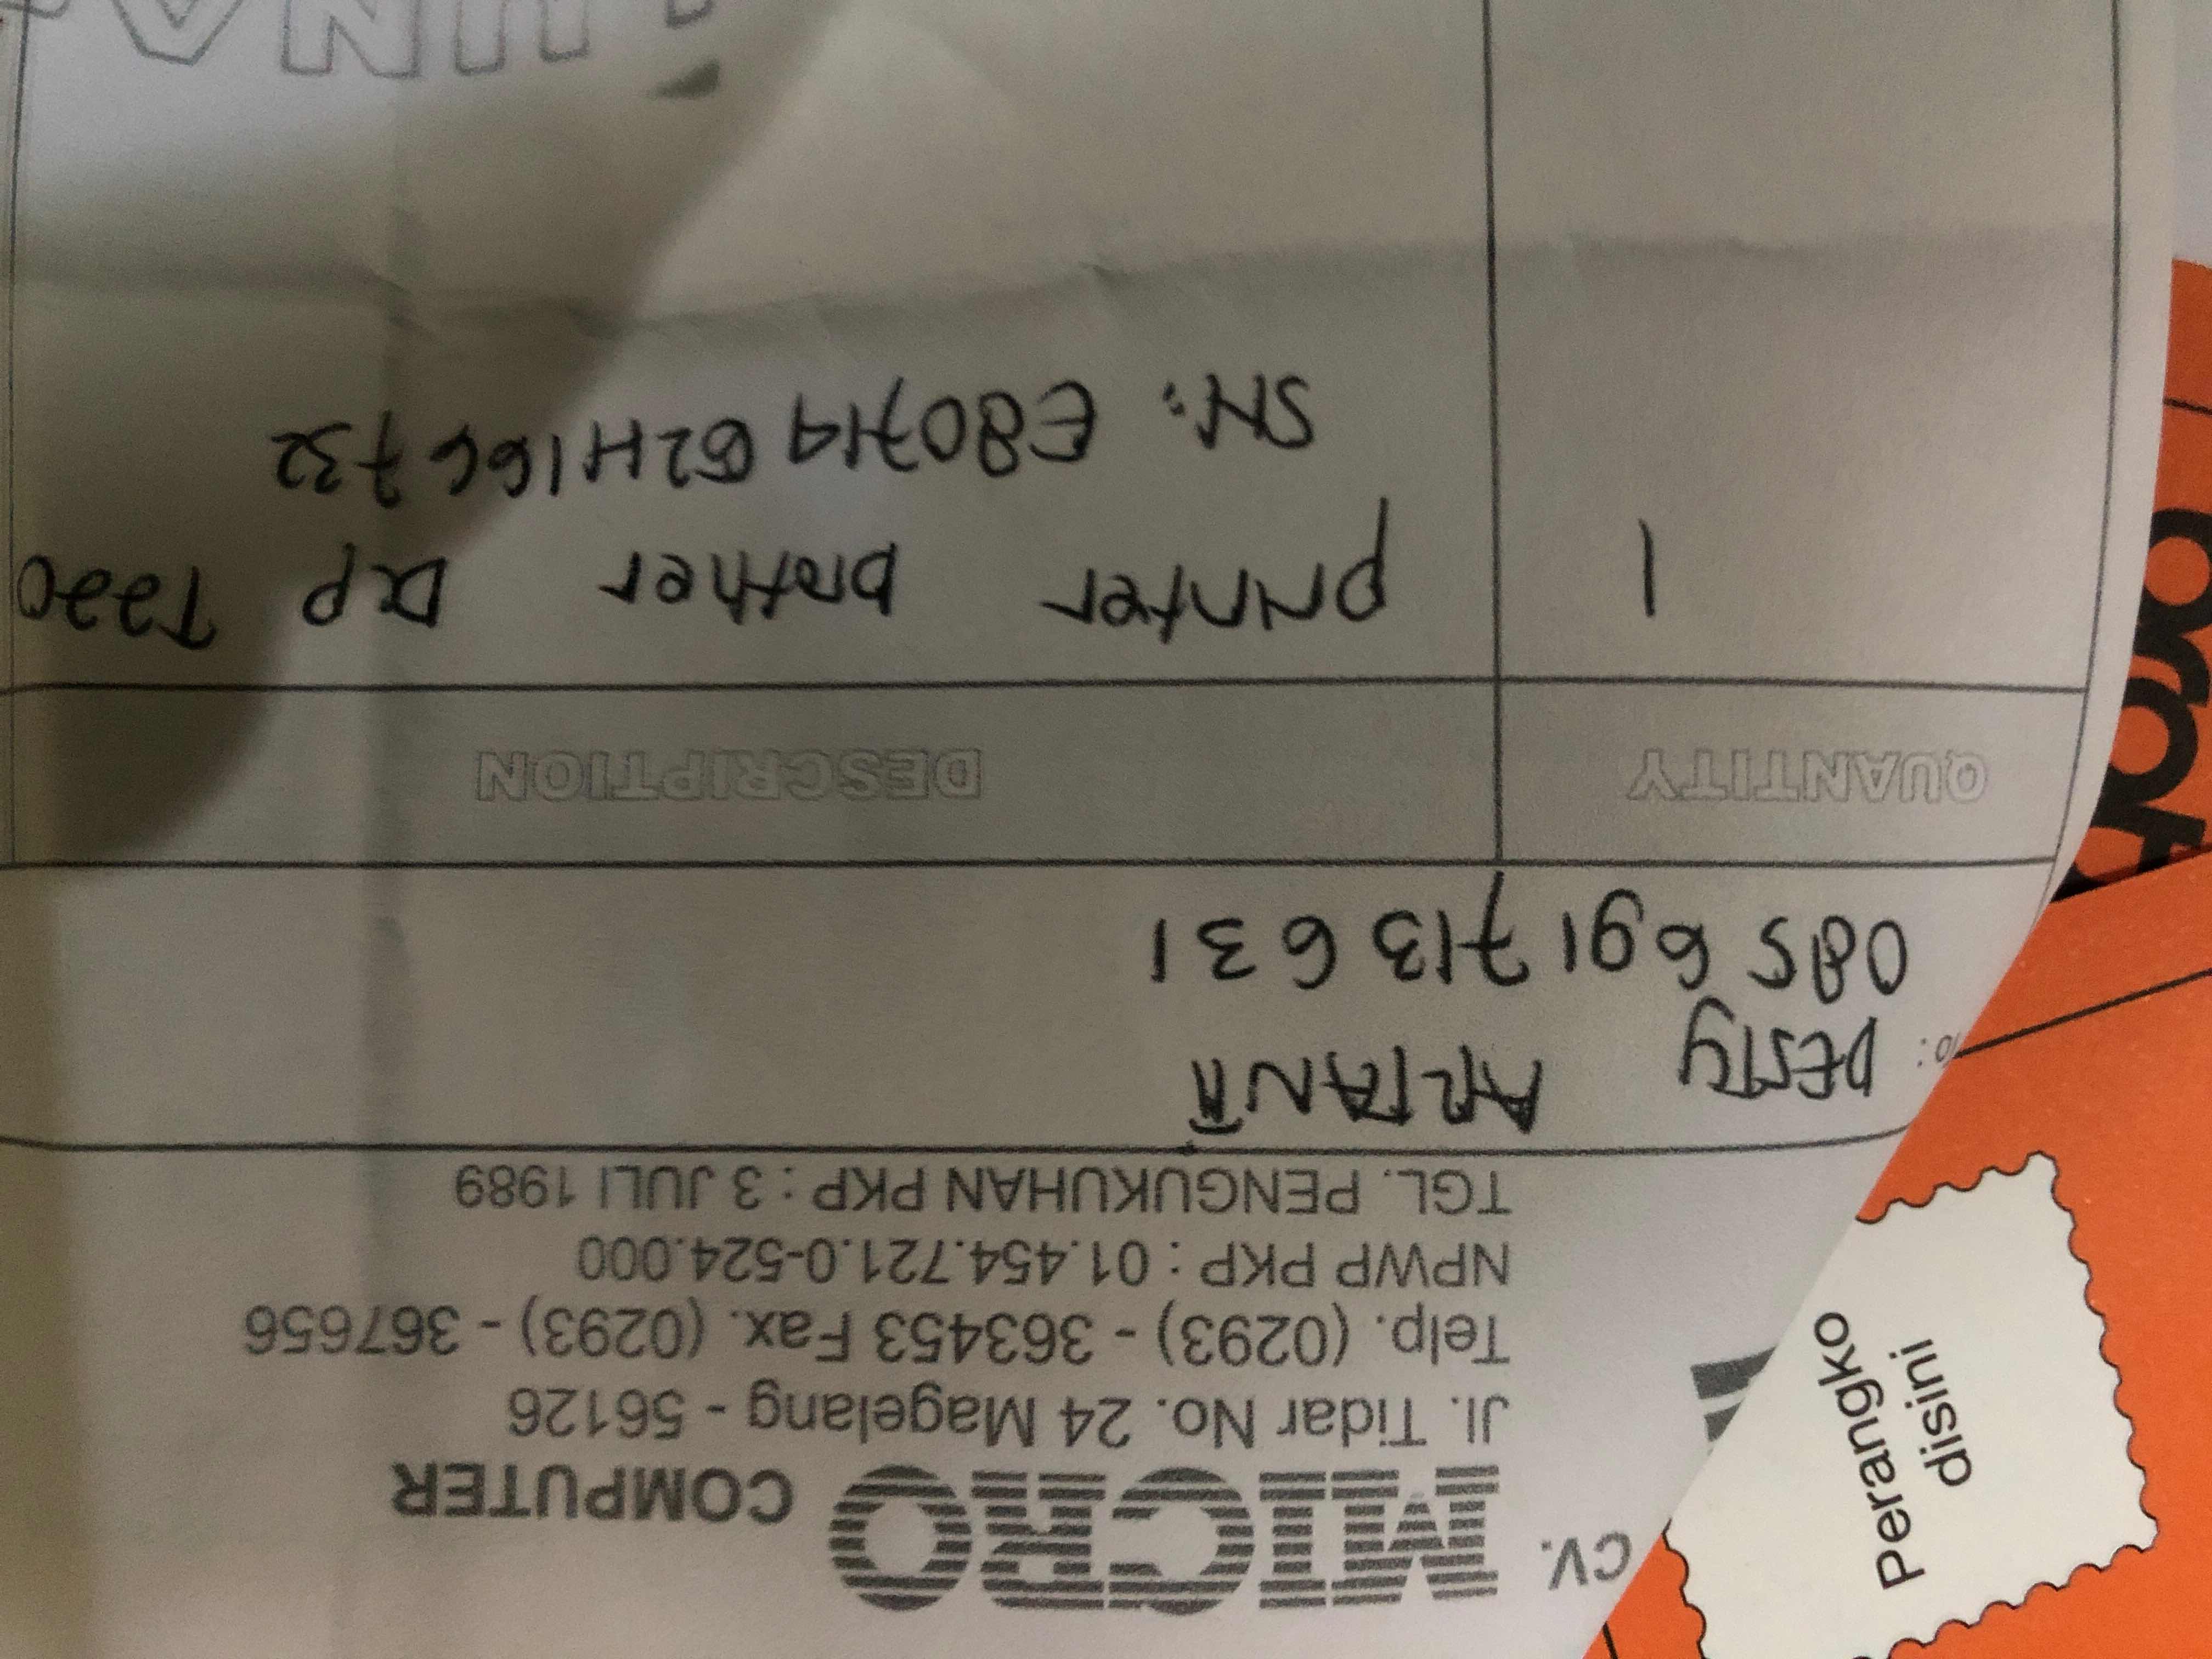 CV. MICRO COMPUTER
Jl. Tidar No. 24 Magelang - 56126
Telp. (0293) - 363453 Fax. (0293) - 367656
NPWP PKP : 01.454.721.0-524.000
TGL. PENGUKUHAN PKP : 3 JULI 1989
DESTY ARTANTI
085 691 713 631
QUANTITY DESCRIPTION
1 printer brother DCP T220
SN: E80714G2H166732
Perangko
disini